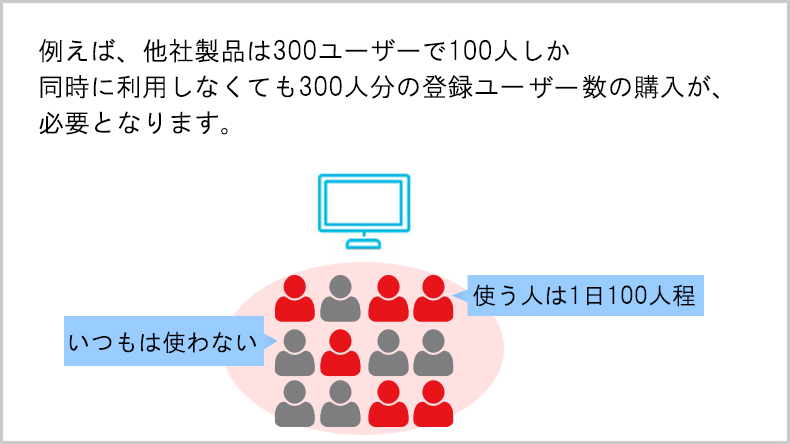 例えば、他社製品は300ユーザーで100人しか
同時に利用しなくても300人分の登録ユーザー数の購入が、
必要となります。
使う人は1日100人程
いつもは使わない